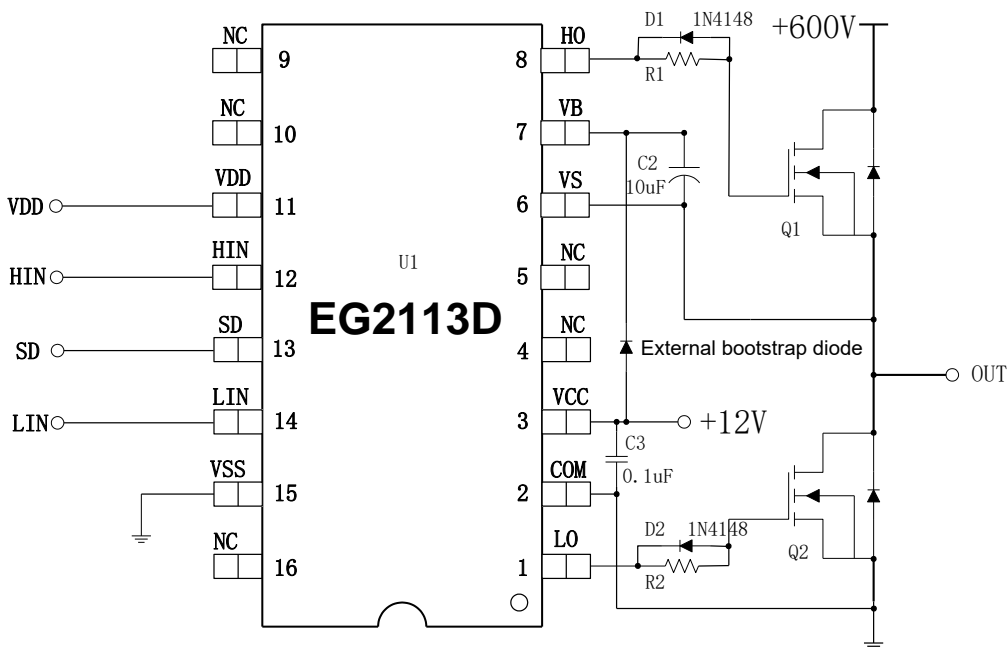 D1 1N4148
+600V
NC
9
8
HO
R1
NC
10
7
VB
C2
10uF
VDD
VDD
11
6
VS
Q1
HIN
HIN
12
5
NC
U1
EG2113D
SD
SD
13
4
NC
External bootstrap diode
OUT
LIN
LIN
14
3
VCC
+12V
C3
0.1uF
VSS
15
2
COM
D2 1N4148
Q2
NC
16
1
LO
R2